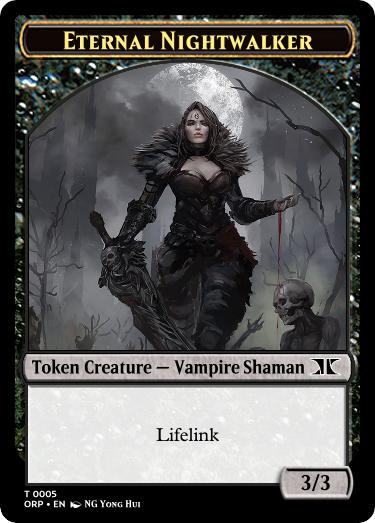 Eternal Nightwalker
Token Creature — Vampire Shaman
Lifelink
3/3
T 0005
ORP • EN NG Yong Hui